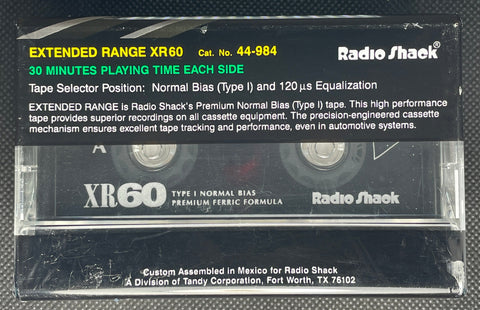 EXTENDED RANGE XR60 Cat. No. 44-984 Radio Shack®
30 MINUTES PLAYING TIME EACH SIDE
Tape Selector Position: Normal Bias (Type I) and 120 µs Equalization
EXTENDED RANGE is Radio Shack's Premium Normal Bias (Type I) tape. This high performance
tape provides superior recordings on all cassette equipment. The precision-engineered cassette
mechanism ensures excellent tape tracking and performance, even in automotive systems.
A
XR60 TYPE I NORMAL BIAS
PREMIUM FERRIC FORMULA
Radio Shack
Custom Assembled in Mexico for Radio Shack
A Division of Tandy Corporation, Fort Worth, TX 76102